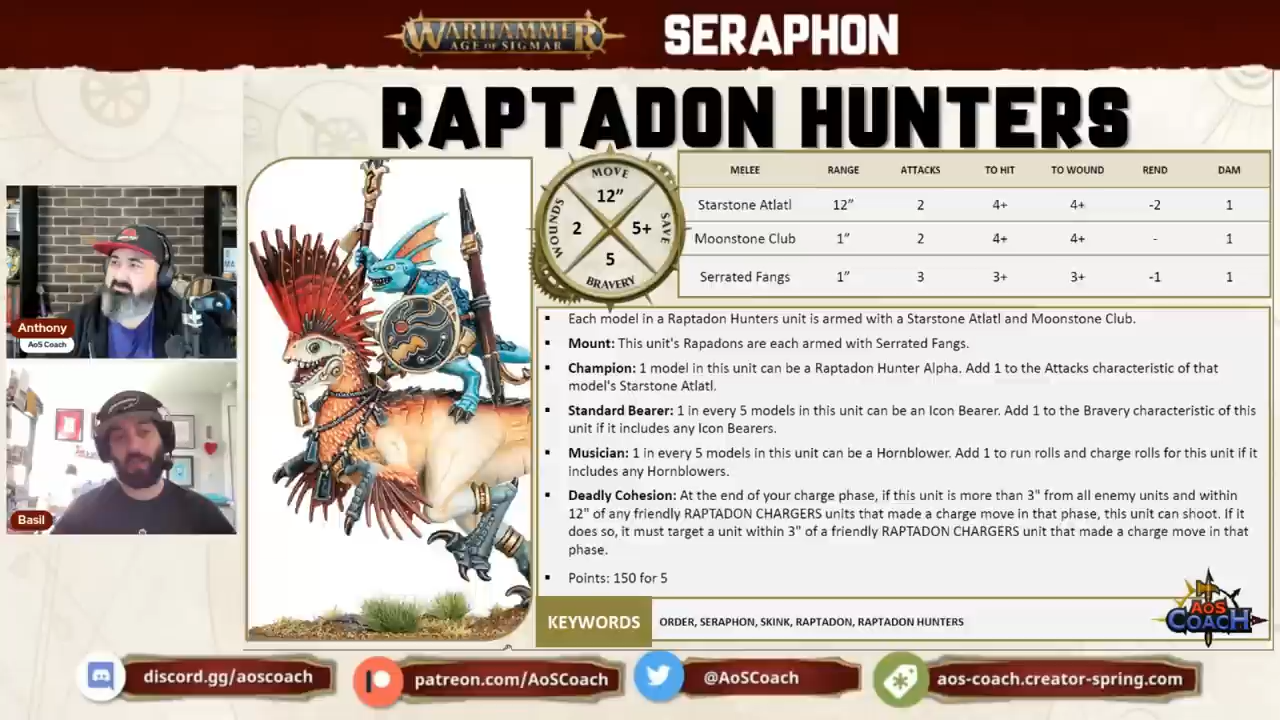 WARHAMMER
AGE OF SIGMAR
SERAPHON
RAPTADON HUNTERS
MOVE
12”
WOUNDS
2
5+
SAVE
5
BRAVERY
MELEE RANGE ATTACKS TO HIT TO WOUND REND DAM
Starstone Atlatl 12” 2 4+ 4+ -2 1
Moonstone Club 1” 2 4+ 4+ - 1
Serrated Fangs 1” 3 3+ 3+ -1 1
Each model in a Raptadon Hunters unit is armed with a Starstone Atlatl and Moonstone Club.
Mount: This unit's Rapadons are each armed with Serrated Fangs.
Champion: 1 model in this unit can be a Raptadon Hunter Alpha. Add 1 to the Attacks characteristic of that
model's Starstone Atlatl.
Standard Bearer: 1 in every 5 models in this unit can be an Icon Bearer. Add 1 to the Bravery characteristic of this
unit if it includes any Icon Bearers.
Musician: 1 in every 5 models in this unit can be a Hornblower. Add 1 to run rolls and charge rolls for this unit if it
includes any Hornblowers.
Deadly Cohesion: At the end of your charge phase, if this unit is more than 3" from all enemy units and within
12" of any friendly RAPTADON CHARGERS units that made a charge move in that phase, this unit can shoot. If it
does so, it must target a unit within 3" of a friendly RAPTADON CHARGERS unit that made a charge move in that
phase.
Points: 150 for 5
KEYWORDS
ORDER, SERAPHON, SKINK, RAPTADON, RAPTADON HUNTERS
AoS
COACH
Anthony
AoS Coach
Basil
discord.gg/aoscoach
patreon.com/AoSCoach
@AoSCoach
aos-coach.creator-spring.com